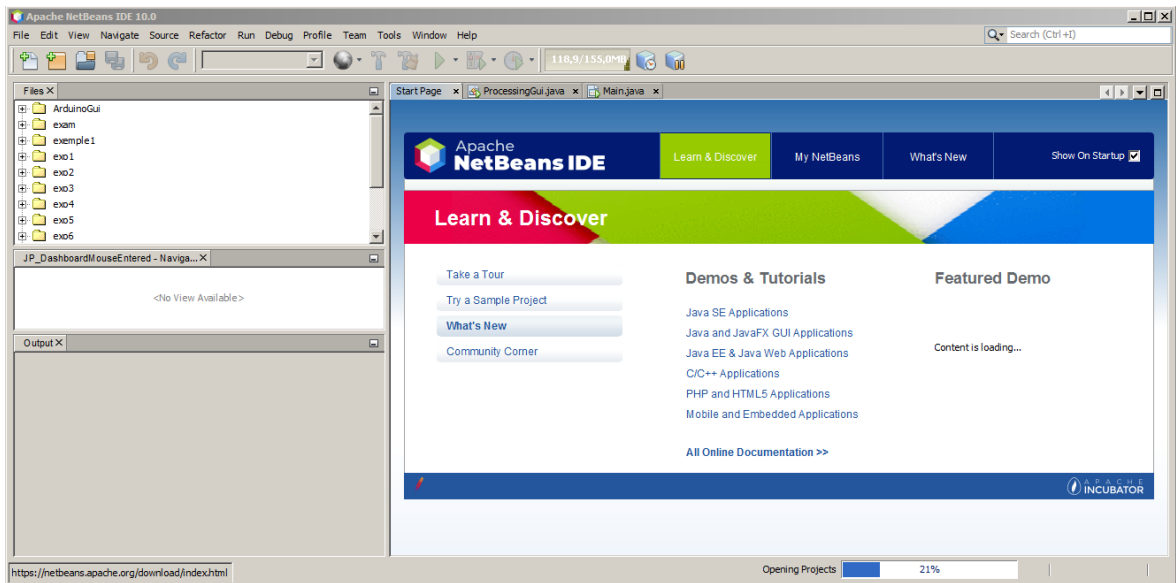 Apache NetBeans IDE 10.0
File Edit View Navigate Source Refactor Run Debug Profile Team Tools Window Help
Search (Ctrl+I)
118,9/155,0MB
Files
ArduinoGui
exam
exemple1
exo1
exo2
exo3
exo4
exo5
exo6
JP_DashboardMouseEntered - Naviga...
<No View Available>
Output
Start Page ProcessingGui.java Main.java
Apache
NetBeans IDE
Learn & Discover My NetBeans What's New Show On Startup
Learn & Discover
Take a Tour
Try a Sample Project
What's New
Community Corner
Demos & Tutorials
Java SE Applications
Java and JavaFX GUI Applications
Java EE & Java Web Applications
C/C++ Applications
PHP and HTML5 Applications
Mobile and Embedded Applications
All Online Documentation >>
Featured Demo
Content is loading...
APACHE
INCUBATOR
https://netbeans.apache.org/download/index.html
Opening Projects 21%